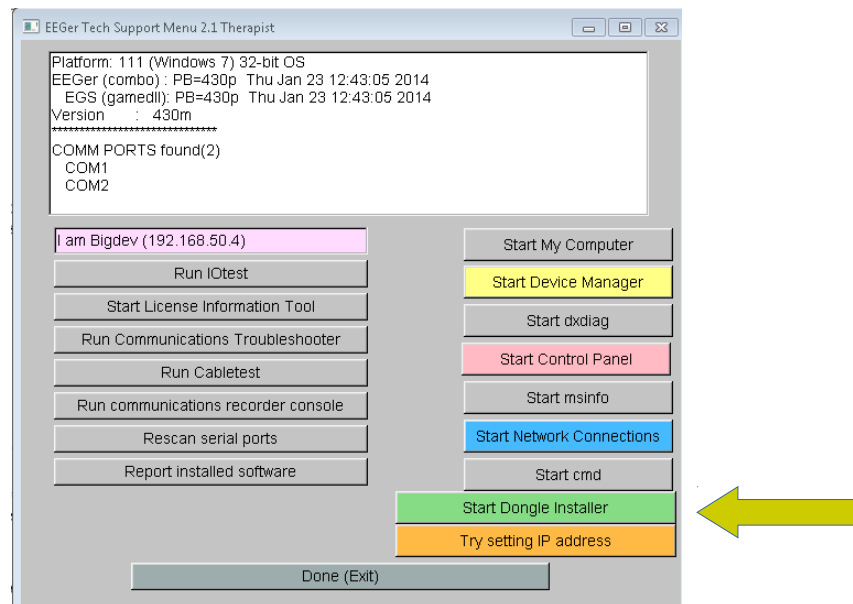 EEGer Tech Support Menu 2.1 Therapist
Platform: 111 (Windows 7) 32-bit OS
EEGer (combo) : PB=430p Thu Jan 23 12:43:05 2014
EGS (gamedll): PB=430p Thu Jan 23 12:43:05 2014
Version : 430m
******************************
COMM PORTS found(2)
COM1
COM2
I am Bigdev (192.168.50.4)
Run IOtest
Start License Information Tool
Run Communications Troubleshooter
Run Cabletest
Run communications recorder console
Rescan serial ports
Report installed software
Start My Computer
Start Device Manager
Start dxdiag
Start Control Panel
Start msinfo
Start Network Connections
Start cmd
Start Dongle Installer
Try setting IP address
Done (Exit)